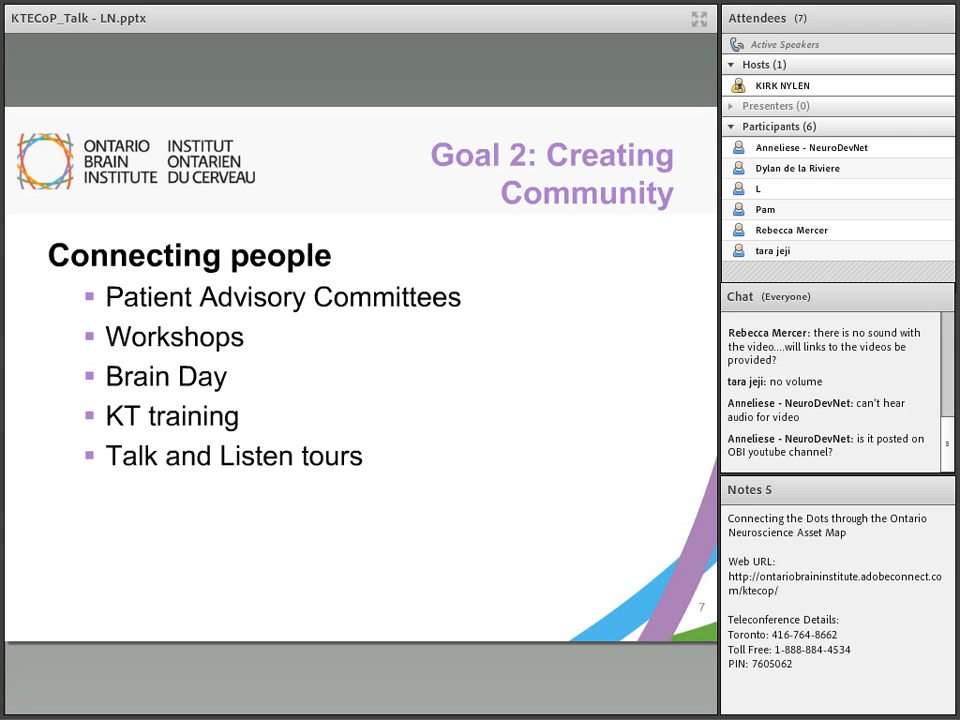 KTECoP_Talk - LN.pptx
ONTARIO
BRAIN
INSTITUTE
INSTITUT
ONTARIEN
DU CERVEAU
Goal 2: Creating
Community
Connecting people
Patient Advisory Committees
Workshops
Brain Day
KT training
Talk and Listen tours
7
Attendees (7)
Active Speakers
Hosts (1)
KIRK NYLEN
Presenters (0)
Participants (6)
Anneliese - NeuroDevNet
Dylan de la Riviere
L
Pam
Rebecca Mercer
tara jeji
Chat (Everyone)
Rebecca Mercer: there is no sound with
the video....will links to the videos be
provided?
tara jeji: no volume
Anneliese - NeuroDevNet: can't hear
audio for video
Anneliese - NeuroDevNet: is it posted on
OBI youtube channel?
Notes 5
Connecting the Dots through the Ontario
Neuroscience Asset Map
Web URL:
http://ontariobraininstitute.adobeconnect.co
m/ktecop/
Teleconference Details:
Toronto: 416-764-8662
Toll Free: 1-888-884-4534
PIN: 7605062